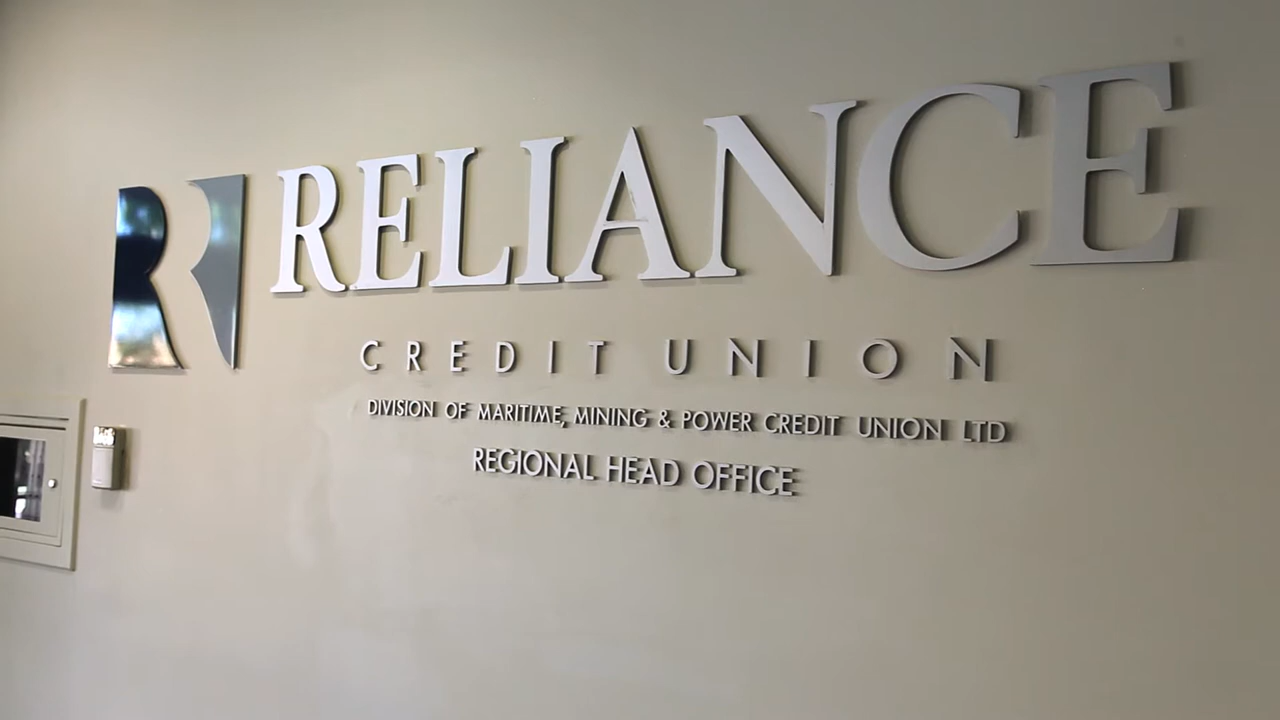 RELIANCE
CREDIT UNION
DIVISION OF MARITIME, MINING & POWER CREDIT UNION LTD
REGIONAL HEAD OFFICE